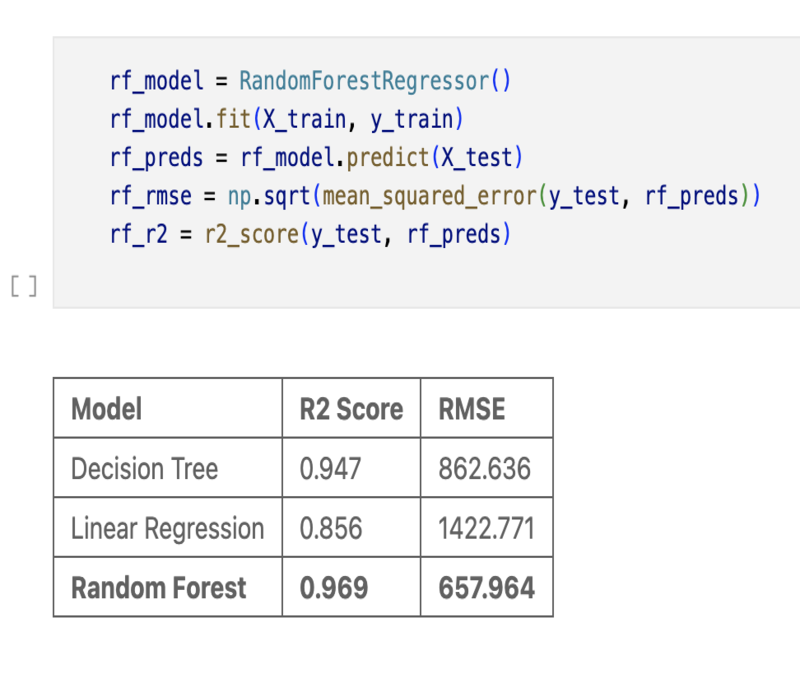 rf_model = RandomForestRegressor()
rf_model.fit(X_train, y_train)
rf_preds = rf_model.predict(X_test)
rf_rmse = np.sqrt(mean_squared_error(y_test, rf_preds))
rf_r2 = r2_score(y_test, rf_preds)
[ ]
Model R2 Score RMSE
Decision Tree 0.947 862.636
Linear Regression 0.856 1422.771
Random Forest 0.969 657.964